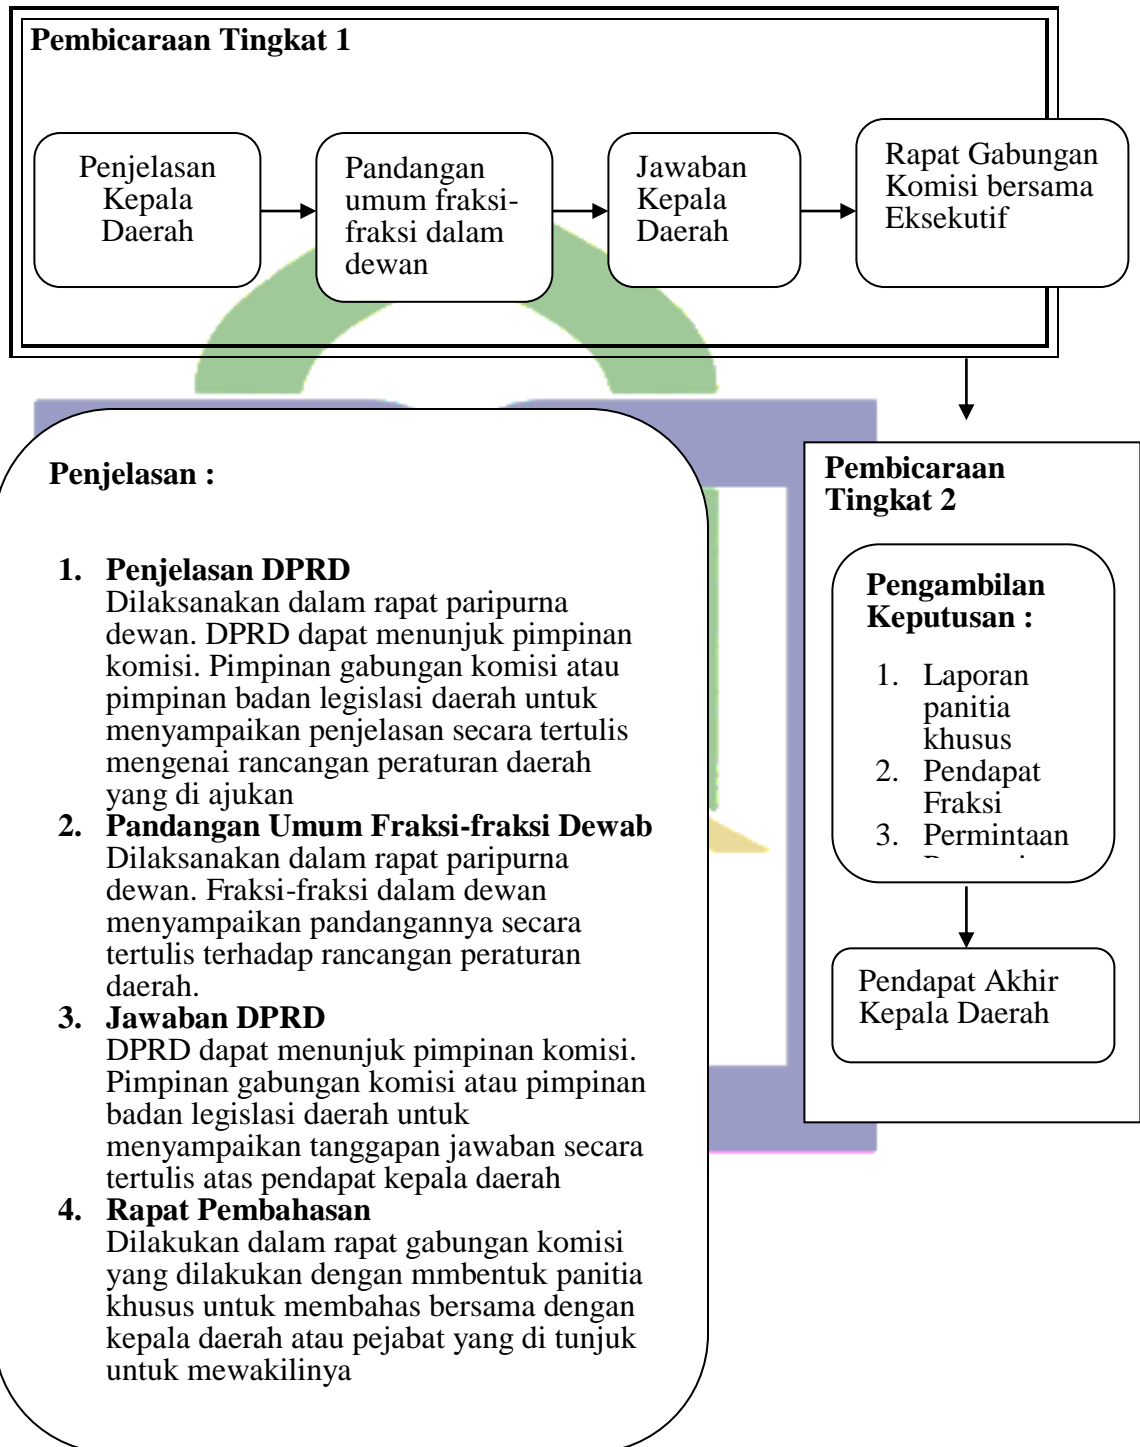 Pembicaraan Tingkat 1
Penjelasan
Kepala
Daerah
Pandangan
umum fraksi-
fraksi dalam
dewan
Jawaban
Kepala
Daerah
Rapat Gabungan
Komisi bersama
Eksekutif
Penjelasan :
1. Penjelasan DPRD
Dilaksanakan dalam rapat paripurna
dewan. DPRD dapat menunjuk pimpinan
komisi. Pimpinan gabungan komisi atau
pimpinan badan legislasi daerah untuk
menyampaikan penjelasan secara tertulis
mengenai rancangan peraturan daerah
yang di ajukan
2. Pandangan Umum Fraksi-fraksi Dewab
Dilaksanakan dalam rapat paripurna
dewan. Fraksi-fraksi dalam dewan
menyampaikan pandangannya secara
tertulis terhadap rancangan peraturan
daerah.
3. Jawaban DPRD
DPRD dapat menunjuk pimpinan komisi.
Pimpinan gabungan komisi atau pimpinan
badan legislasi daerah untuk
menyampaikan tanggapan jawaban secara
tertulis atas pendapat kepala daerah
4. Rapat Pembahasan
Dilakukan dalam rapat gabungan komisi
yang dilakukan dengan mmbentuk panitia
khusus untuk membahas bersama dengan
kepala daerah atau pejabat yang di tunjuk
untuk mewakilinya
Pembicaraan
Tingkat 2
Pengambilan
Keputusan :
1. Laporan
panitia
khusus
2. Pendapat
Fraksi
3. Permintaan
Pendapat Akhir
Kepala Daerah